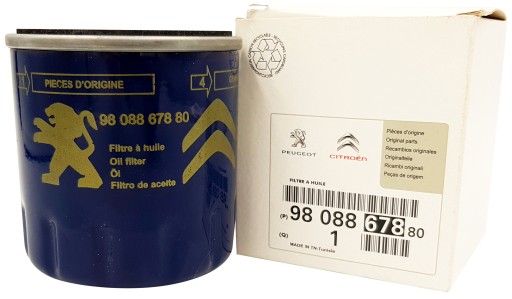 PIECES D'ORIGINE
4
98 088 678 80
Filtre à huile
Oil filter
Öl
Filtro de aceite
PEUGEOT
CITROËN
Pièces d'origine
Original parts
Recambios originales
Originalteile
Ricambi originali
Peças de origem
FILTRE A HUILE
(P) 98 088 678 80
(Q) 1
MADE IN TN-Tunisia